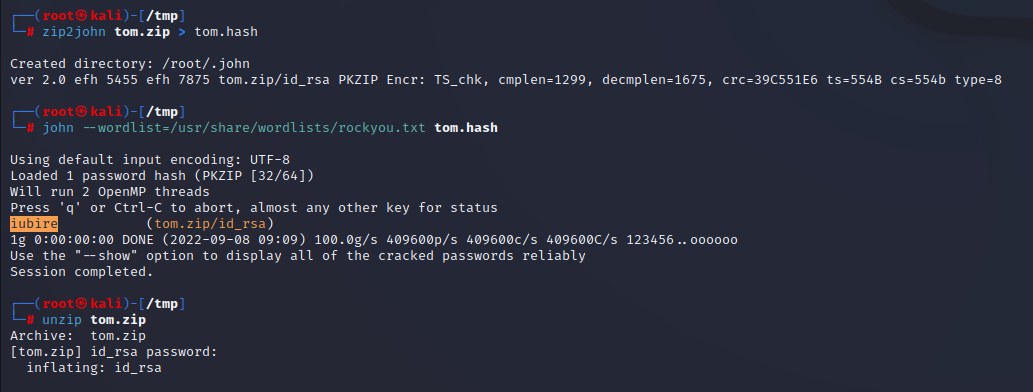 ┌──(root㉿kali)-[/tmp]
└─# zip2john tom.zip > tom.hash
Created directory: /root/.john
ver 2.0 efh 5455 efh 7875 tom.zip/id_rsa PKZIP Encr: TS_chk, cmplen=1299, decmplen=1675, crc=39C551E6 ts=554B cs=554b type=8
┌──(root㉿kali)-[/tmp]
└─# john --wordlist=/usr/share/wordlists/rockyou.txt tom.hash
Using default input encoding: UTF-8
Loaded 1 password hash (PKZIP [32/64])
Will run 2 OpenMP threads
Press 'q' or Ctrl-C to abort, almost any other key for status
iubire           (tom.zip/id_rsa)
1g 0:00:00:00 DONE (2022-09-08 09:09) 100.0g/s 409600p/s 409600c/s 409600C/s 123456..oooooo
Use the "--show" option to display all of the cracked passwords reliably
Session completed.
┌──(root㉿kali)-[/tmp]
└─# unzip tom.zip
Archive:  tom.zip
[tom.zip] id_rsa password:
  inflating: id_rsa